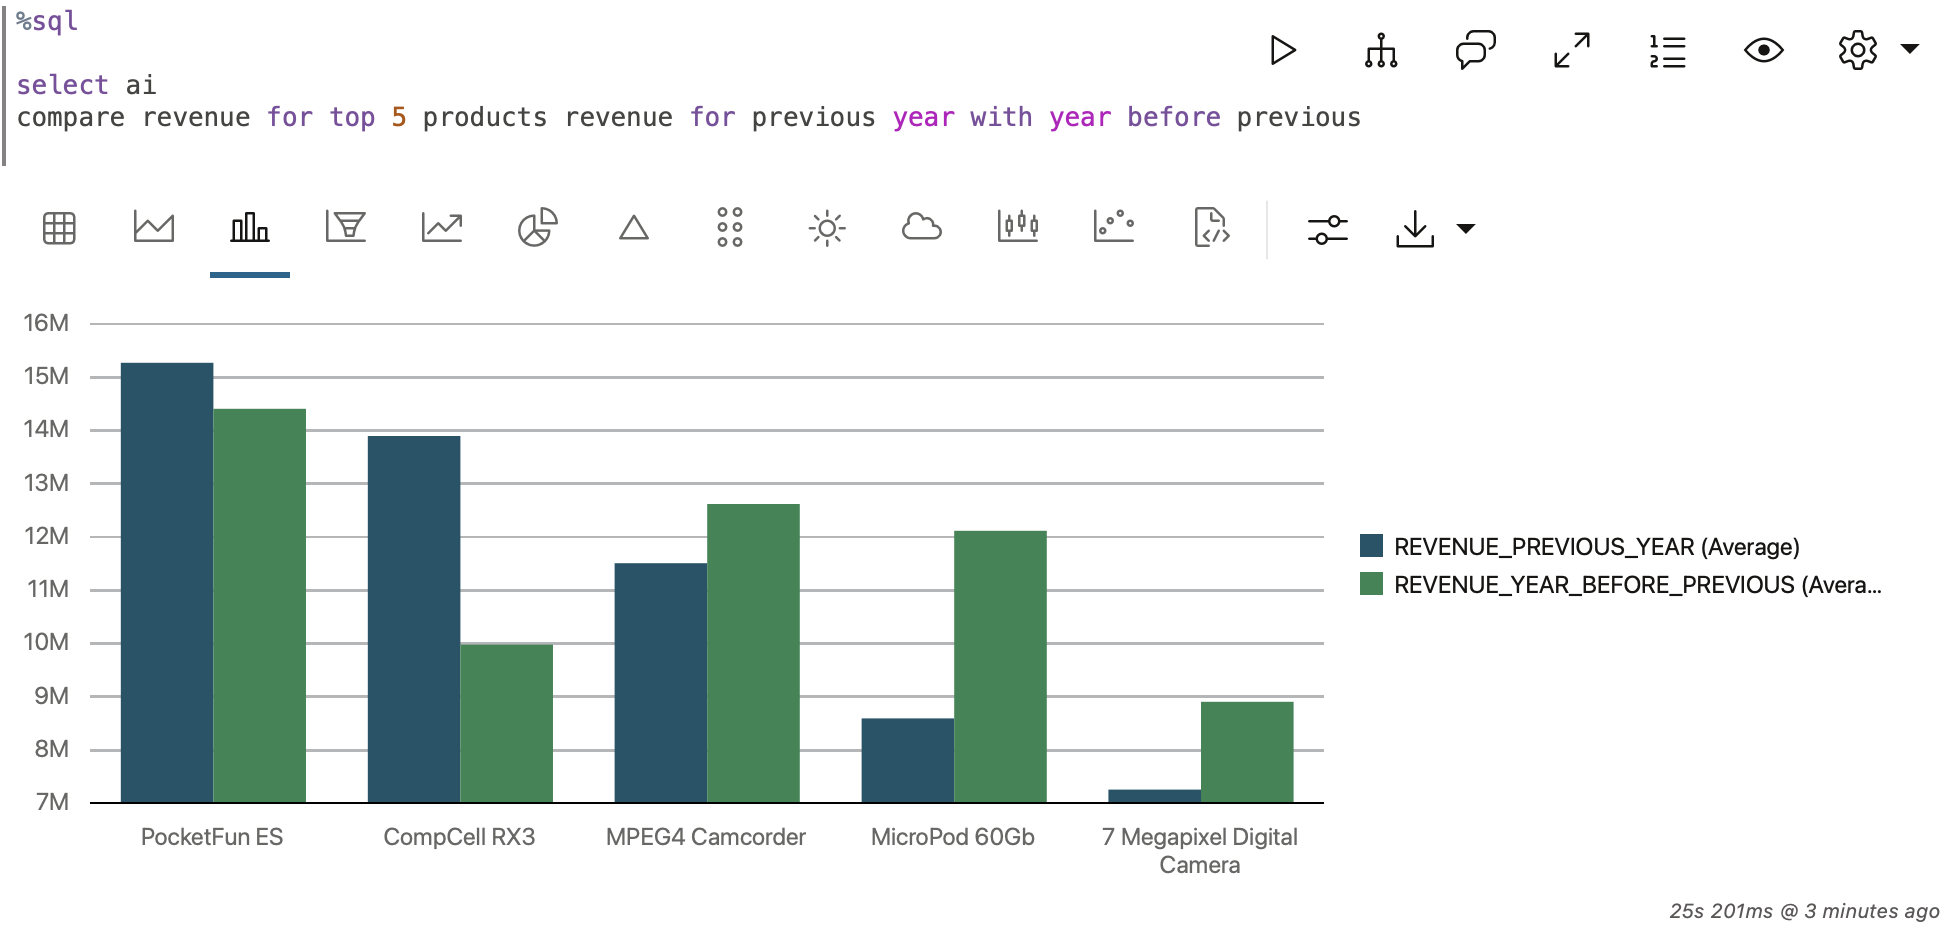 %sql
select ai
compare revenue for top 5 products revenue for previous year with year before previous
16M
15M
14M
13M
12M
11M
10M
9M
8M
7M
PocketFun ES
CompCell RX3
MPEG4 Camcorder
MicroPod 60Gb
7 Megapixel Digital
Camera
REVENUE_PREVIOUS_YEAR (Average)
REVENUE_YEAR_BEFORE_PREVIOUS (Avera...
25s 201ms @ 3 minutes ago